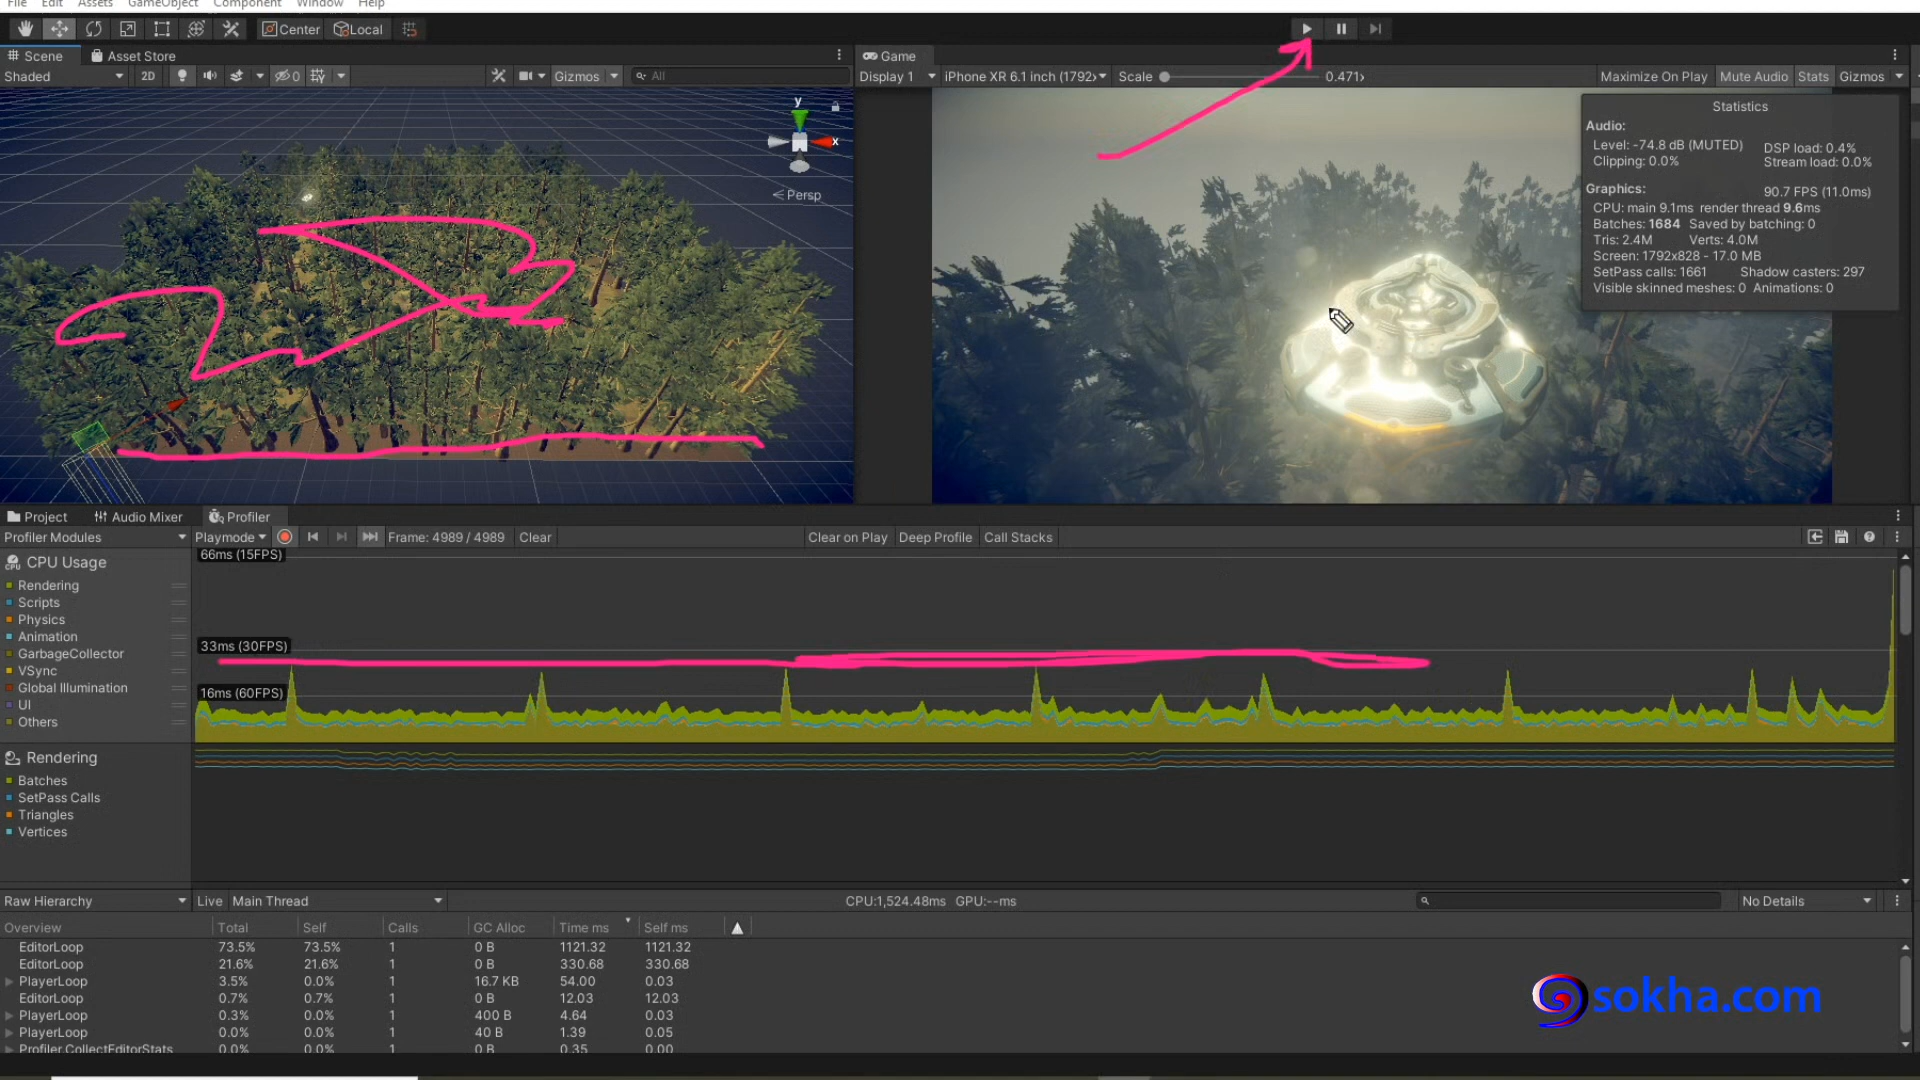 File Edit Assets GameObject Component Window Help
Center Local
Scene Asset Store
Game
Shaded 2D 0 Gizmos All
Display 1 iPhone XR 6.1 inch (1792x Scale 0.471x Maximize On Play Mute Audio Stats Gizmos
y
x
Persp
Statistics
Audio:
Level: -74.8 dB (MUTED) DSP load: 0.4%
Clipping: 0.0% Stream load: 0.0%
Graphics: 90.7 FPS (11.0ms)
CPU: main 9.1ms render thread 9.6ms
Batches: 1684 Saved by batching: 0
Tris: 2.4M Verts: 4.0M
Screen: 1792x828 - 17.0 MB
SetPass calls: 1661 Shadow casters: 297
Visible skinned meshes: 0 Animations: 0
Project Audio Mixer Profiler
Profiler Modules Playmode Frame: 4989 / 4989 Clear Clear on Play Deep Profile Call Stacks
CPU Usage
Rendering
Scripts
Physics
Animation
GarbageCollector
VSync
Global Illumination
UI
Others
66ms (15FPS)
33ms (30FPS)
16ms (60FPS)
Rendering
Batches
SetPass Calls
Triangles
Vertices
Raw Hierarchy Live Main Thread CPU:1,524.48ms GPU:--ms No Details
Overview Total Self Calls GC Alloc Time ms Self ms
EditorLoop 73.5% 73.5% 1 0 B 1121.32 1121.32
EditorLoop 21.6% 21.6% 1 0 B 330.68 330.68
PlayerLoop 3.5% 0.0% 1 16.7 KB 54.00 0.03
EditorLoop 0.7% 0.7% 1 0 B 12.03 12.03
PlayerLoop 0.3% 0.0% 1 400 B 4.64 0.03
PlayerLoop 0.0% 0.0% 1 40 B 1.39 0.05
Profiler.CollectEditorStats 0.0% 0.0% 1 0 B 0.35 0.00
sokha.com